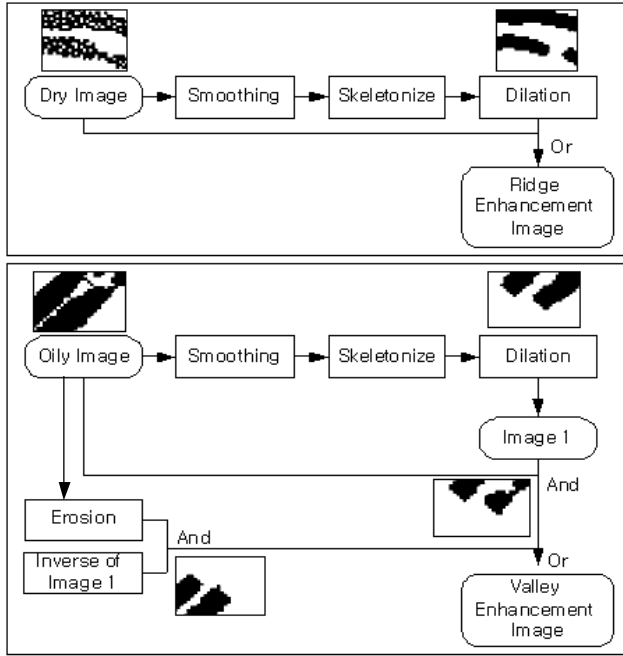 Dry Image
Smoothing
Skeletonize
Dilation
Or
Ridge
Enhancement
Image
Oily Image
Smoothing
Skeletonize
Dilation
Image 1
And
Erosion
And
Inverse of
Image 1
Or
Valley
Enhancement
Image